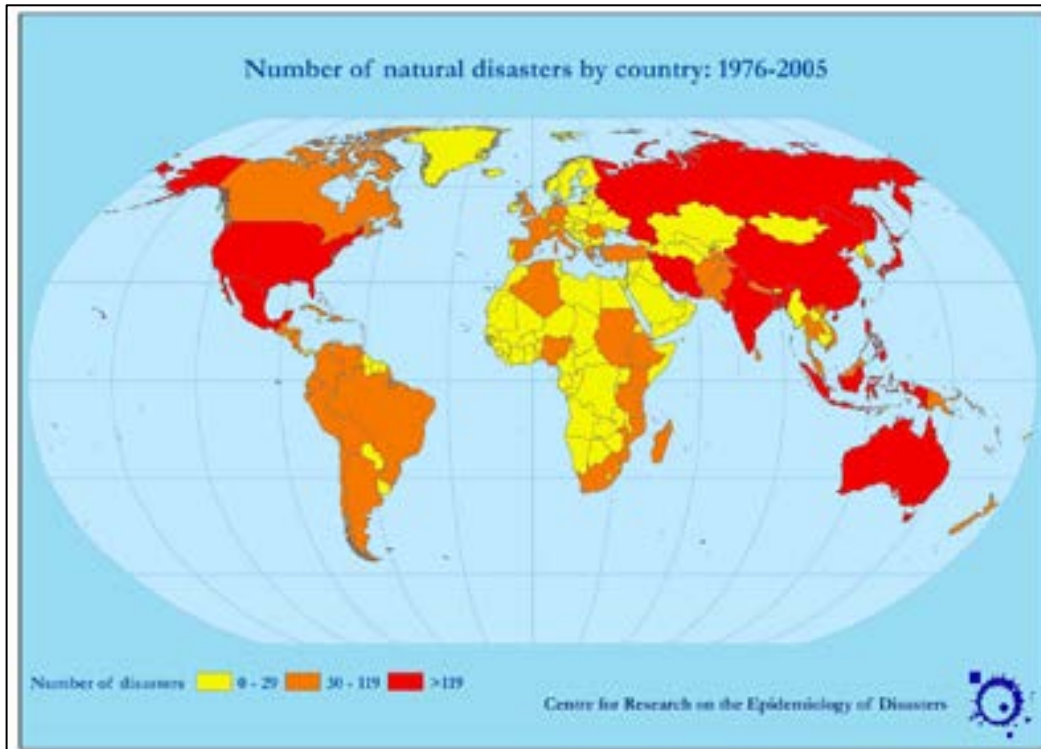 Number of natural disasters by country: 1976-2005
Number of disasters 0 - 29 30 - 119 >119
Centre for Research on the Epidemiology of Disasters